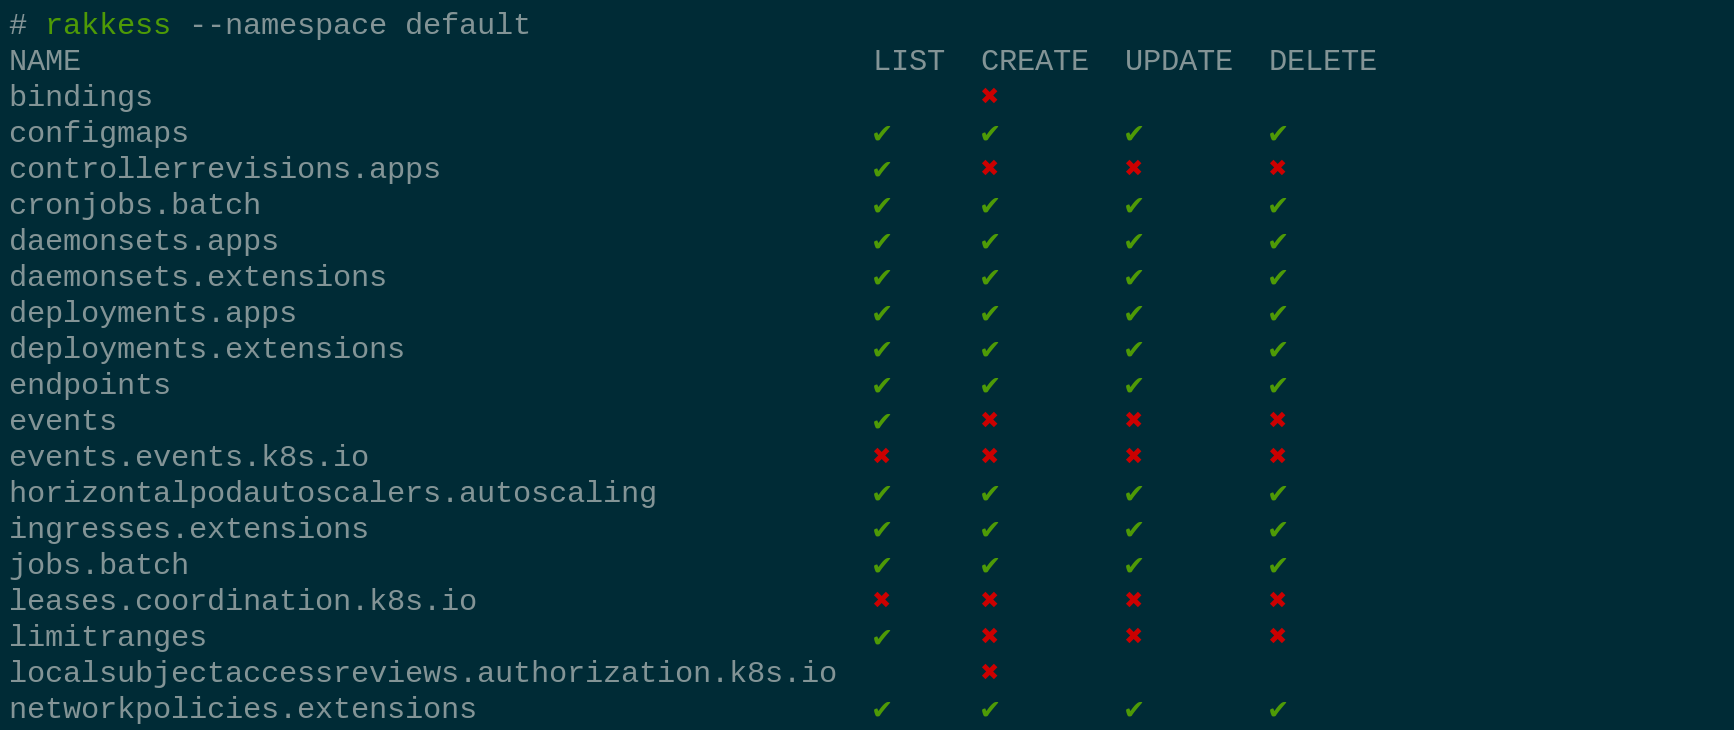 # rakkess --namespace default
NAME LIST CREATE UPDATE DELETE
bindings ✖
configmaps ✔ ✔ ✔ ✔
controllerrevisions.apps ✔ ✖ ✖ ✖
cronjobs.batch ✔ ✔ ✔ ✔
daemonsets.apps ✔ ✔ ✔ ✔
daemonsets.extensions ✔ ✔ ✔ ✔
deployments.apps ✔ ✔ ✔ ✔
deployments.extensions ✔ ✔ ✔ ✔
endpoints ✔ ✔ ✔ ✔
events ✔ ✖ ✖ ✖
events.events.k8s.io ✖ ✖ ✖ ✖
horizontalpodautoscalers.autoscaling ✔ ✔ ✔ ✔
ingresses.extensions ✔ ✔ ✔ ✔
jobs.batch ✔ ✔ ✔ ✔
leases.coordination.k8s.io ✖ ✖ ✖ ✖
limitranges ✔ ✖ ✖ ✖
localsubjectaccessreviews.authorization.k8s.io ✖
networkpolicies.extensions ✔ ✔ ✔ ✔